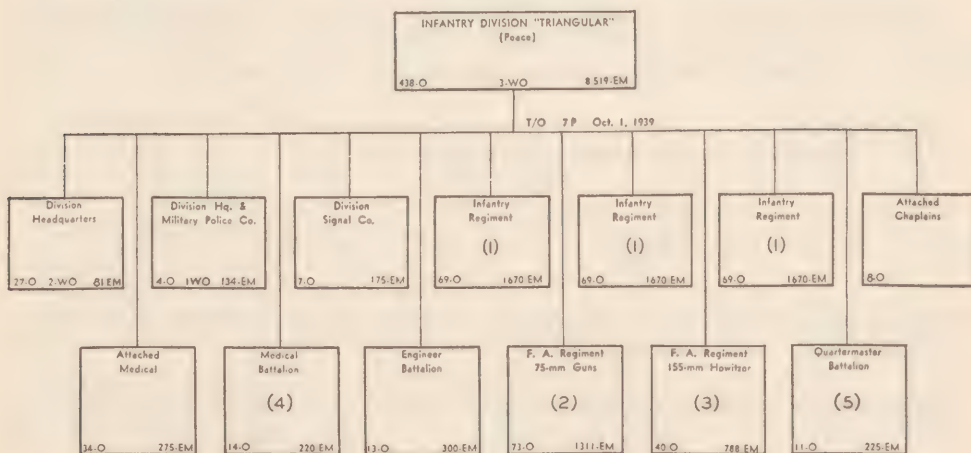 INFANTRY DIVISION "TRIANGULAR"
(Peace)
438-O 3-WO 8 519-EM
T/O 7 P Oct. 1, 1939
Division
Headquarters
27-O 2-WO 81 EM
Division Hq. &
Military Police Co.
4-O 1WO 134-EM
Division
Signal Co.
7-O 175-EM
Infantry
Regiment
(1)
69-O 1670-EM
Infantry
Regiment
(1)
69-O 1670-EM
Infantry
Regiment
(1)
69-O 1670-EM
Attached
Chaplains
8-O
Attached
Medical
34-O 275-EM
Medical
Battalion
(4)
14-O 220-EM
Engineer
Battalion
13-O 300-EM
F. A. Regiment
75-mm Guns
(2)
73-O 1311-EM
F. A. Regiment
155-mm Howitzer
(3)
40-O 788-EM
Quartermaster
Battalion
(5)
11-O 225-EM